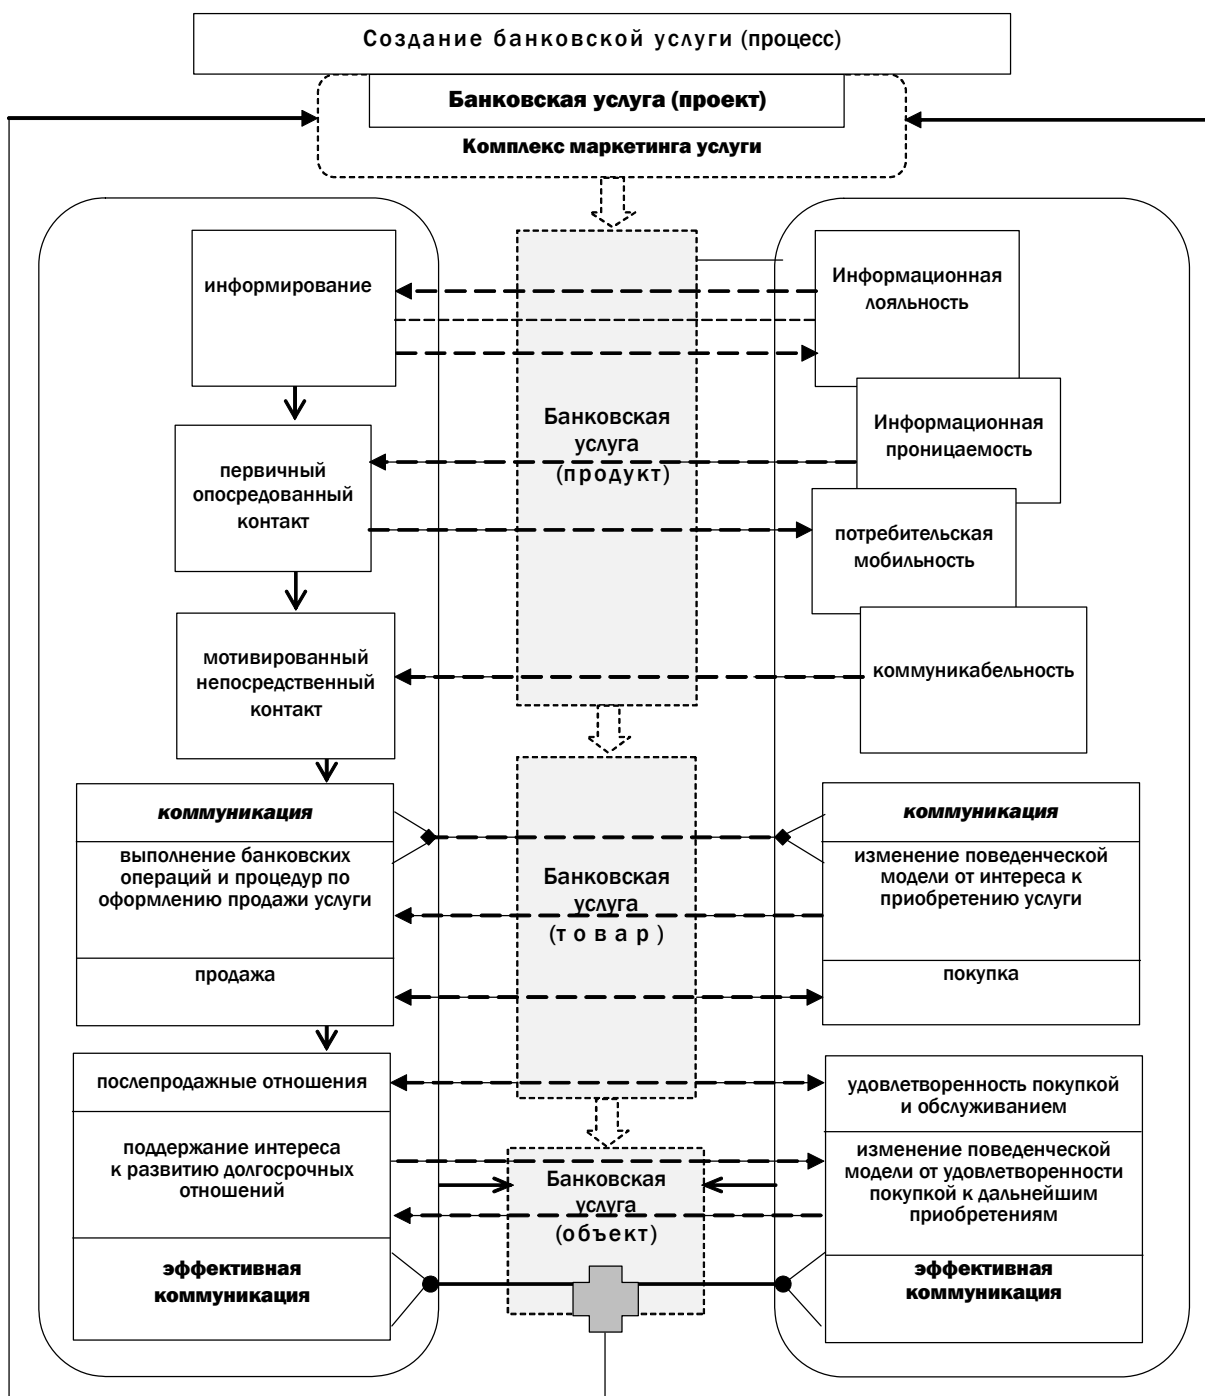 Создание банковской услуги (процесс)
Банковская услуга (проект)
Комплекс маркетинга услуги
информирование
первичный
опосредованный
контакт
мотивированный
непосредственный
контакт
коммуникация
выполнение банковских
операций и процедур по
оформлению продажи услуги
продажа
послепродажные отношения
поддержание интереса
к развитию долгосрочных
отношений
эффективная
коммуникация
Банковская
услуга
(продукт)
Банковская
услуга
(товар)
Банковская
услуга
(объект)
Информационная
лояльность
Информационная
проницаемость
потребительская
мобильность
коммуникабельность
коммуникация
изменение поведенческой
модели от интереса к
приобретению услуги
покупка
удовлетворенность покупкой
и обслуживанием
изменение поведенческой
модели от удовлетворенности
покупкой к дальнейшим
приобретениям
эффективная
коммуникация